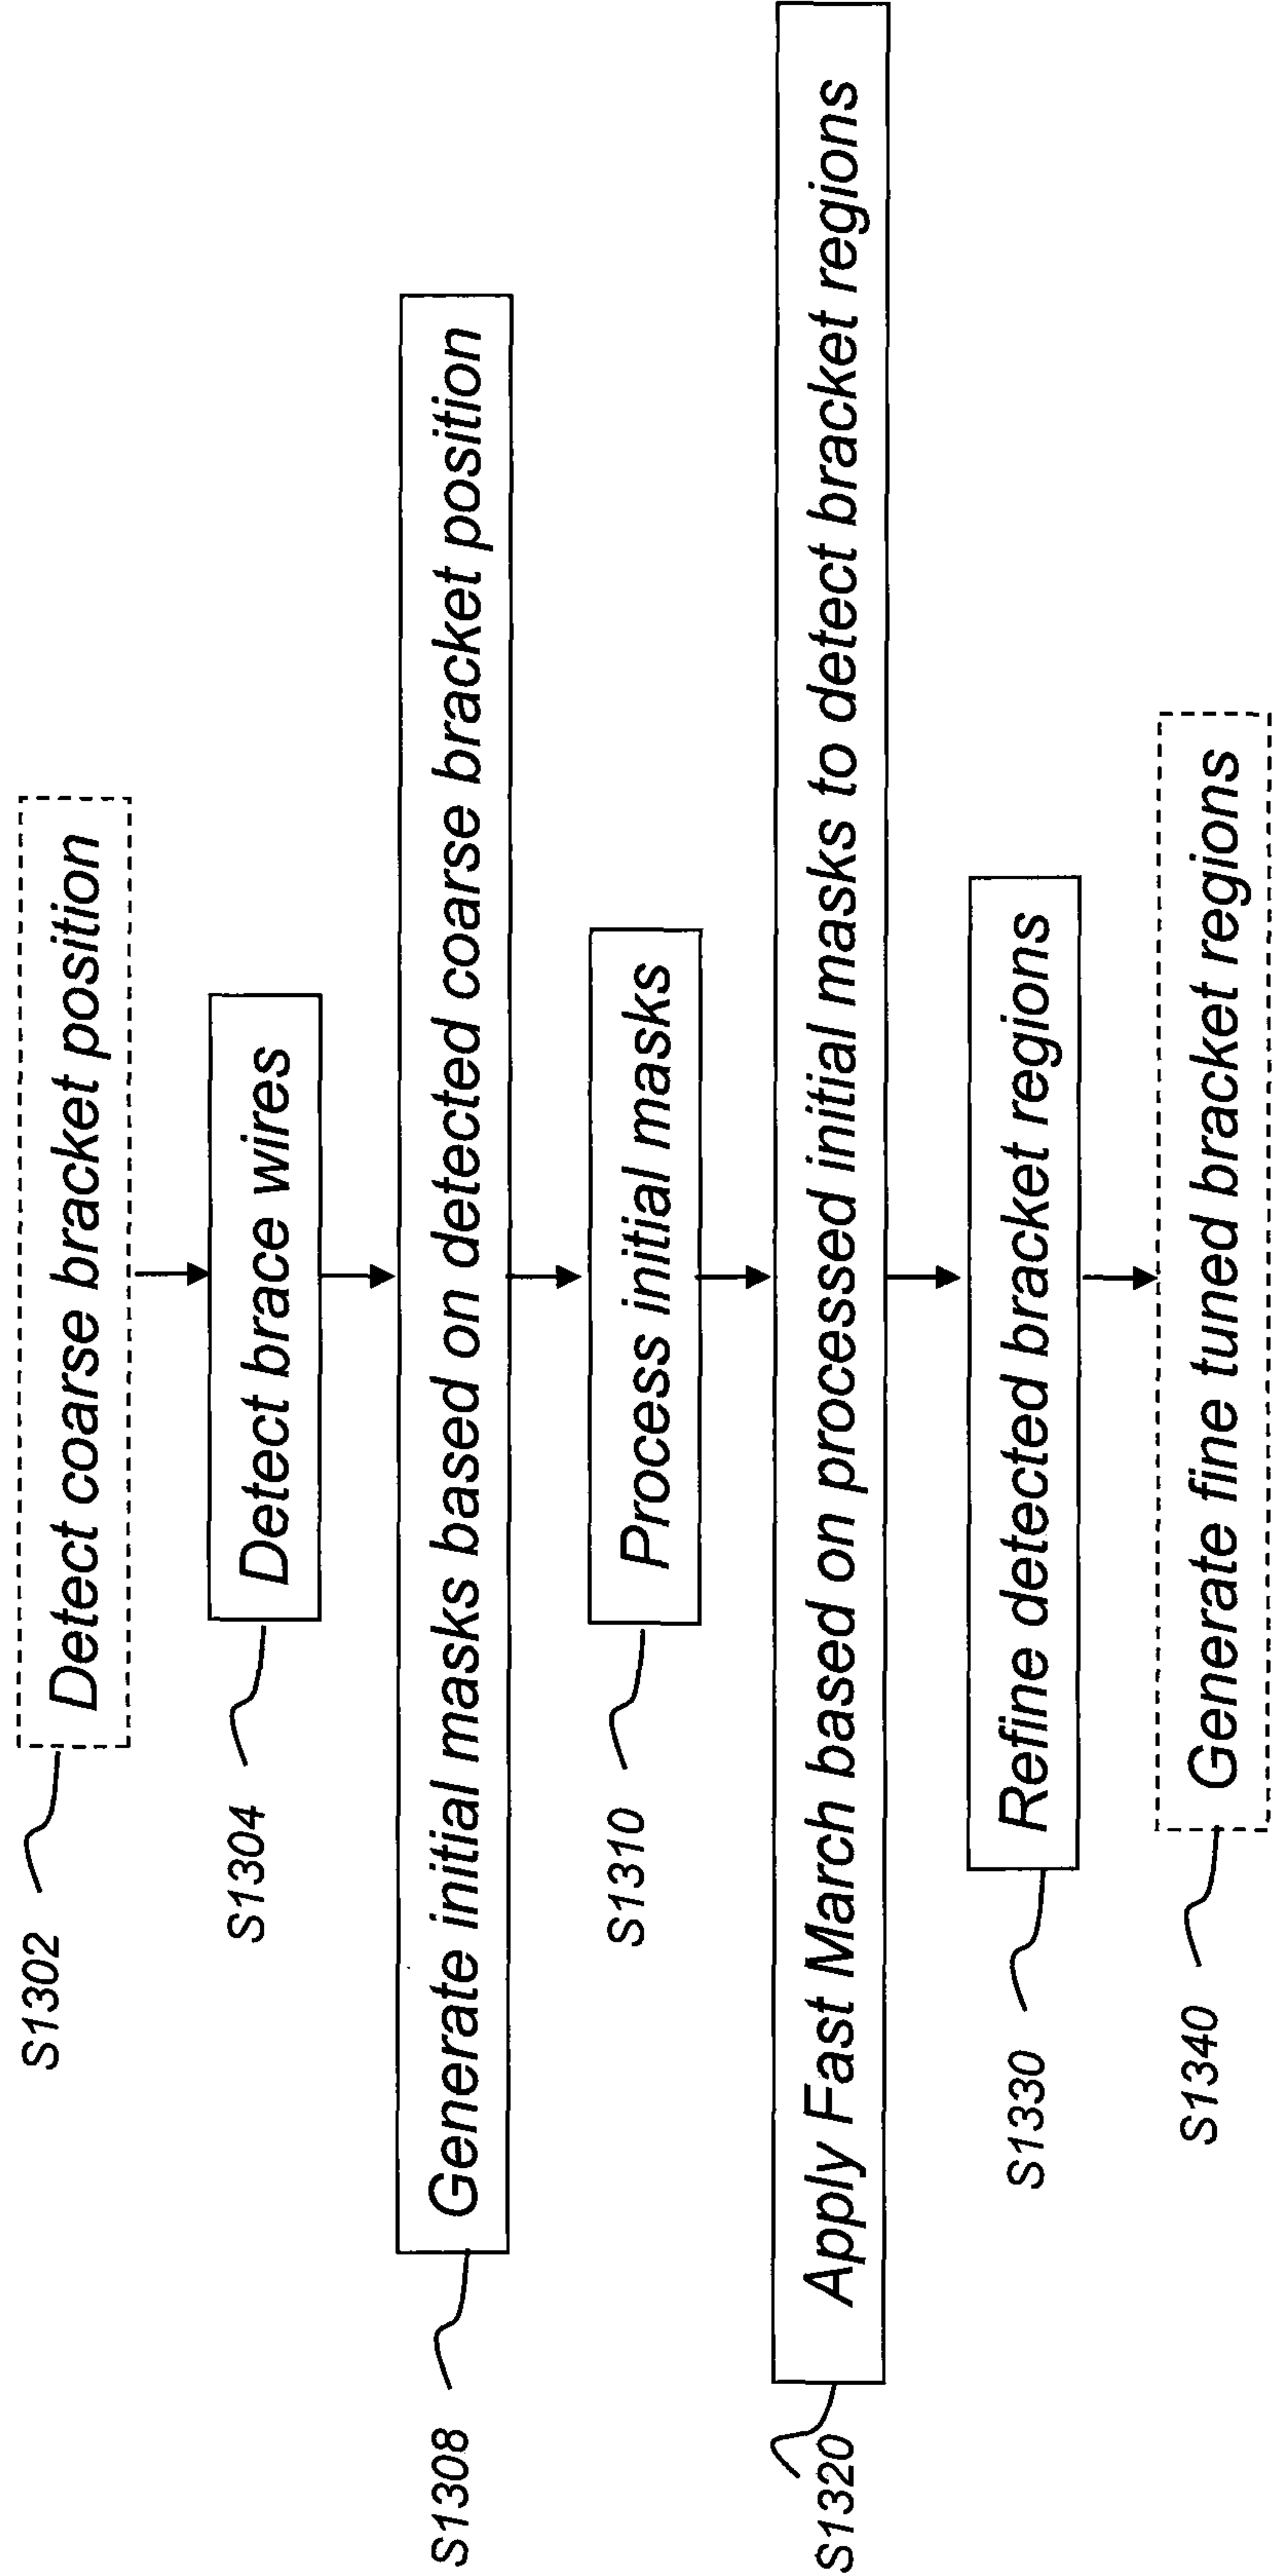 Detect coarse bracket position
S1302
Detect brace wires
S1304
Generate initial masks based on detected coarse bracket position
S1308
Process initial masks
S1310
Apply Fast March based on processed initial masks to detect bracket regions
S1320
Refine detected bracket regions
S1330
Generate fine tuned bracket regions
S1340